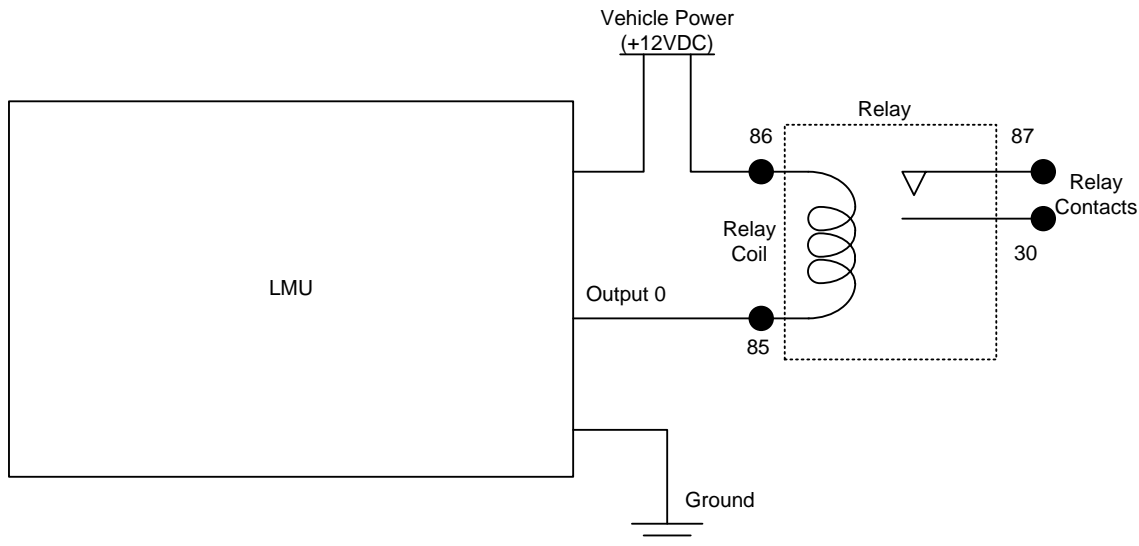 Vehicle Power
(+12VDC)
Relay
86
87
Relay
Contacts
Relay
Coil
30
LMU
Output 0
85
Ground